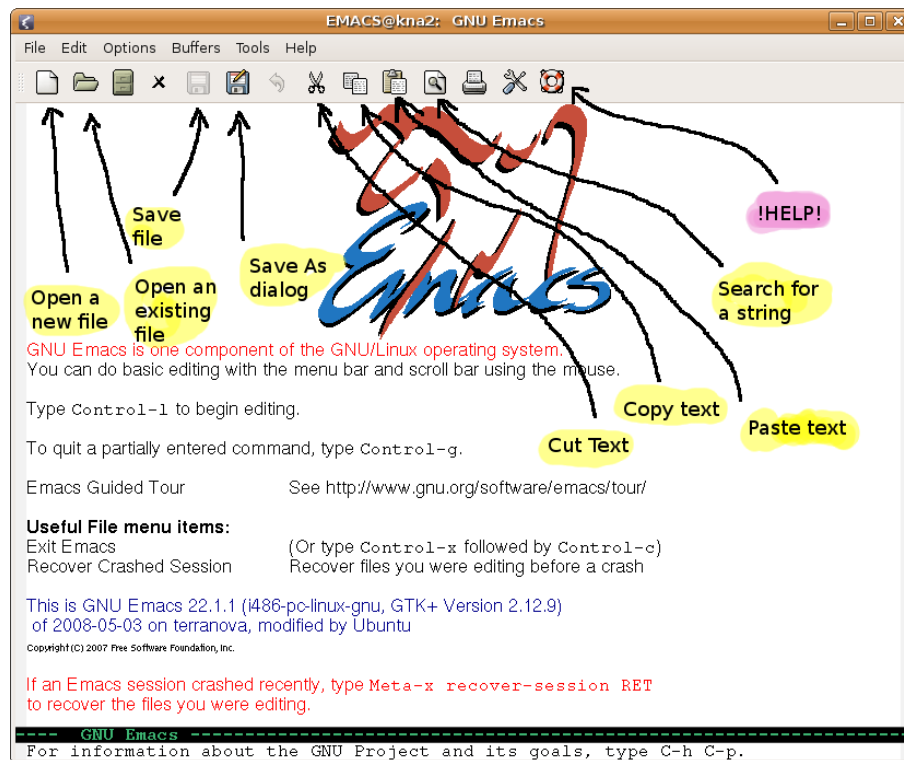 EMACS@kna2: GNU Emacs
File Edit Options Buffers Tools Help
!HELP!
Save
file
Save As
dialog
Open an
existing
file
Open a
new file
Search for
a string
Emacs
GNU Emacs is one component of the GNU/Linux operating system.
You can do basic editing with the menu bar and scroll bar using the mouse.
Copy text
Type Control-l to begin editing.
Paste text
Cut Text
To quit a partially entered command, type Control-g.
Emacs Guided Tour See http://www.gnu.org/software/emacs/tour/
Useful File menu items:
Exit Emacs (Or type Control-x followed by Control-c)
Recover Crashed Session Recover files you were editing before a crash
This is GNU Emacs 22.1.1 (i486-pc-linux-gnu, GTK+ Version 2.12.9)
of 2008-05-03 on terranova, modified by Ubuntu
Copyright (C) 2007 Free Software Foundation, Inc.
If an Emacs session crashed recently, type Meta-x recover-session RET
to recover the files you were editing.
---- GNU Emacs ----
For information about the GNU Project and its goals, type C-h C-p.